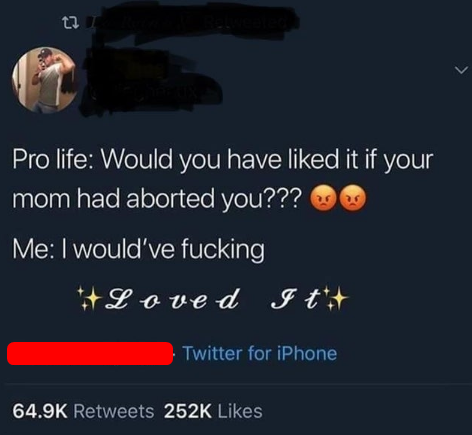 Pro life: Would you have liked it if your
mom had aborted you??? 😡😡
Me: I would've fucking
✨𝓛𝓸𝓿𝓮𝓭 𝓘𝓽✨
· Twitter for iPhone
64.9K Retweets 252K Likes